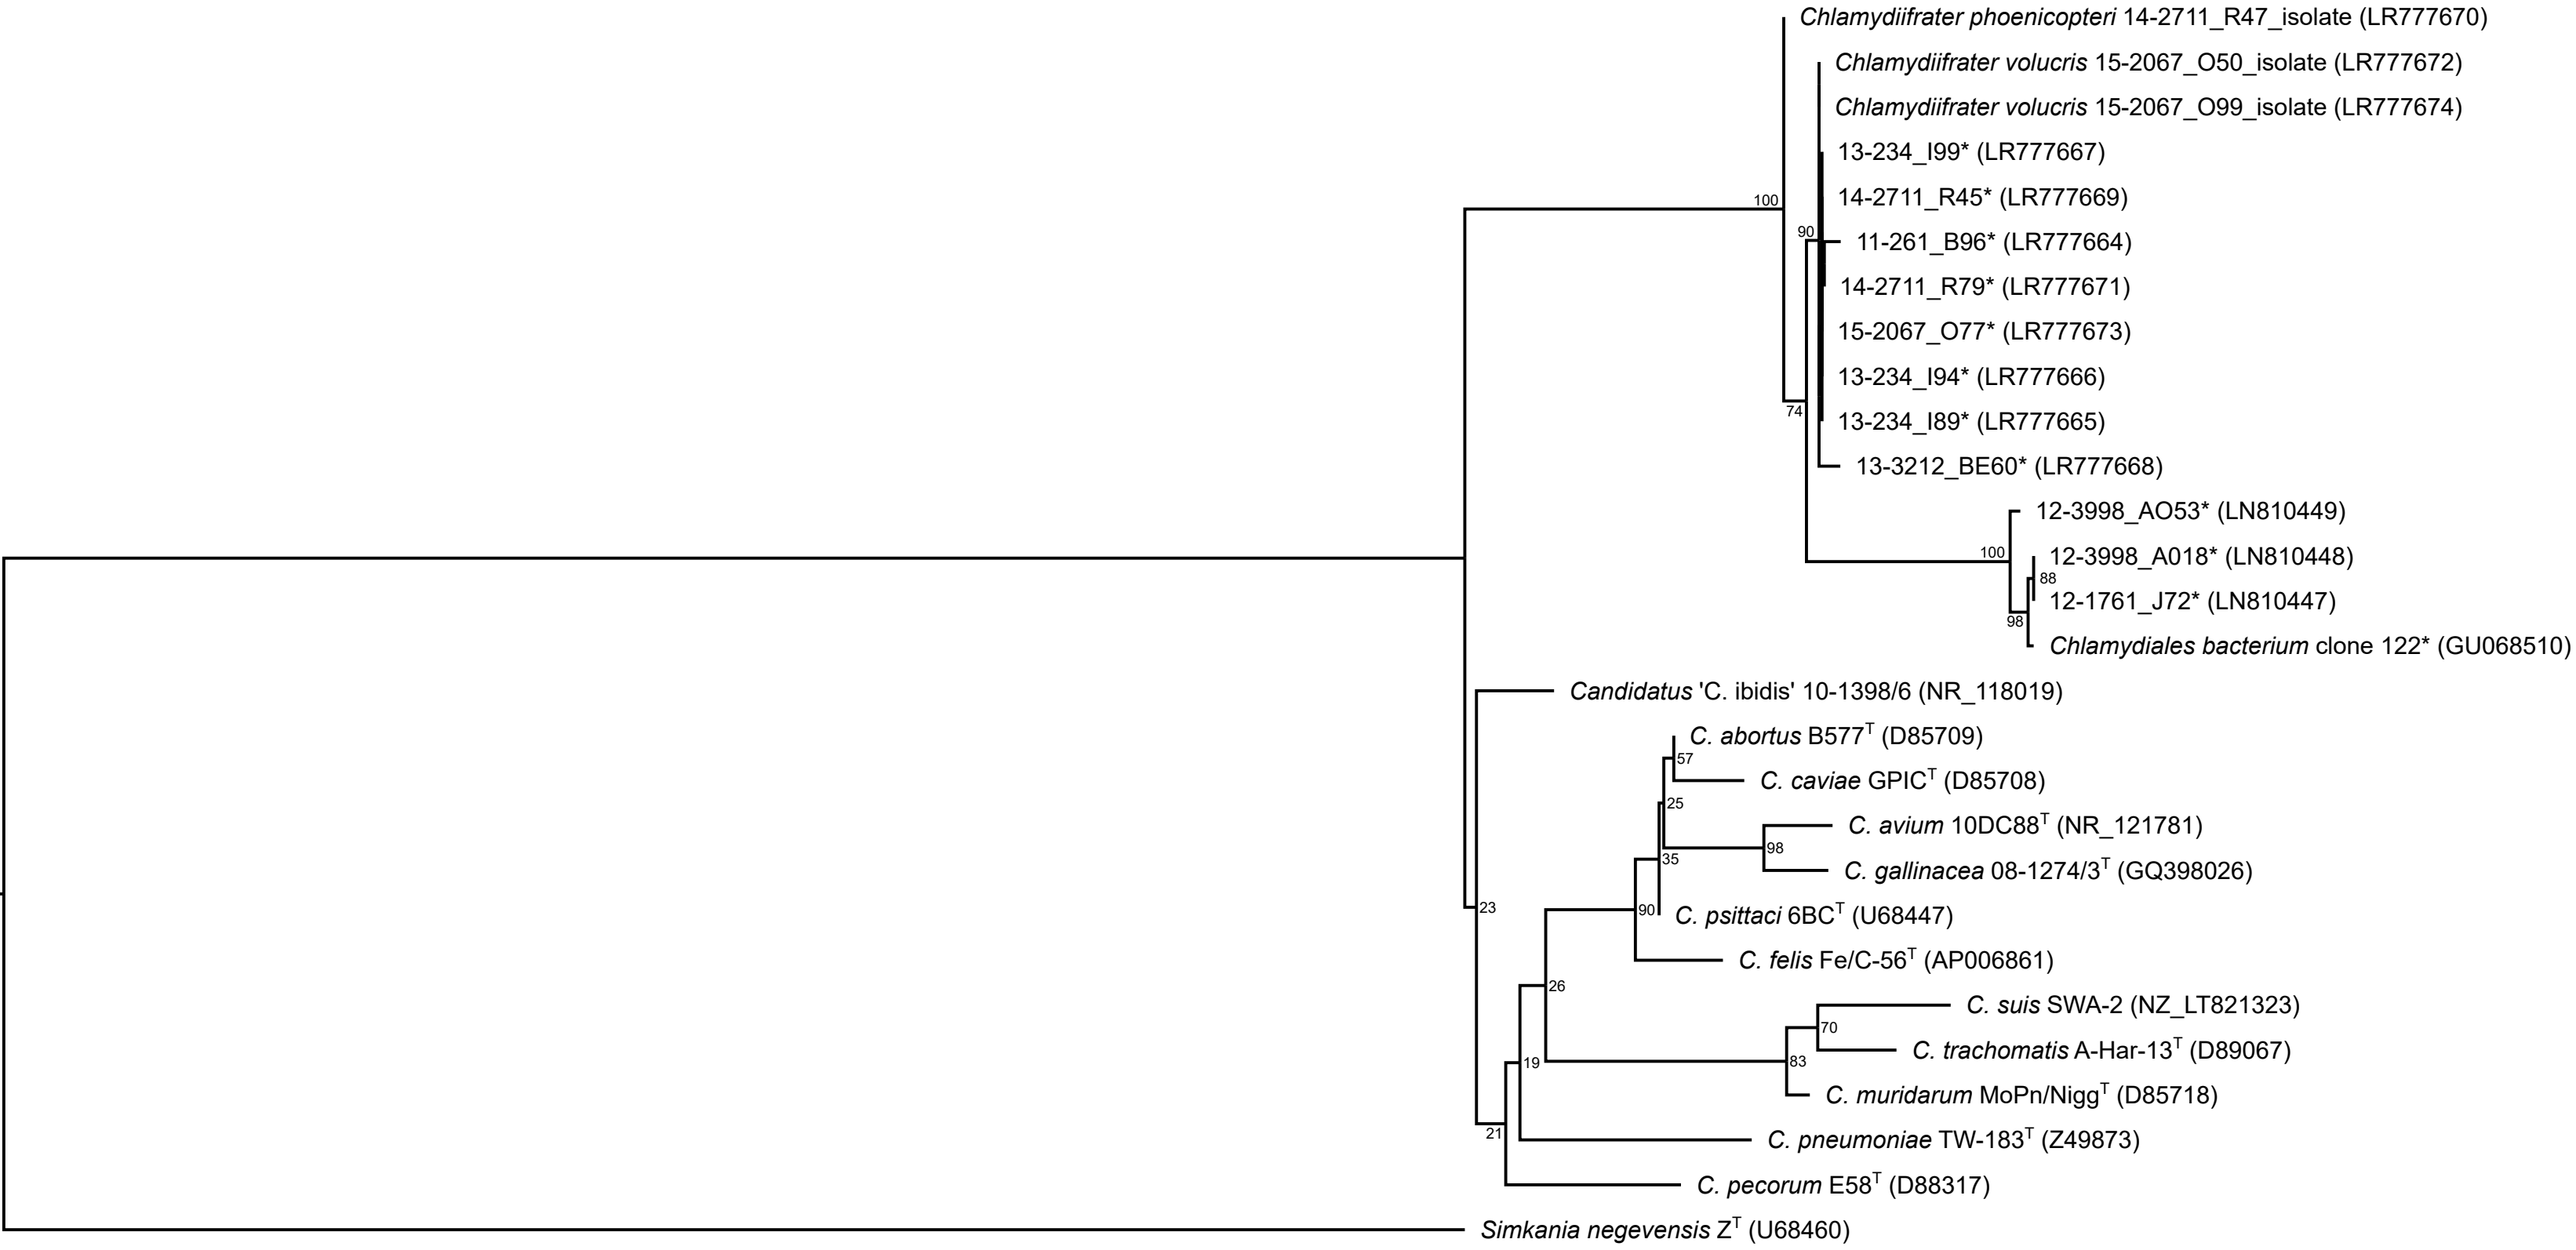 Chlamydiifrater phoenicopteri 14-2711_R47_isolate (LR777670)
Chlamydiifrater volucris 15-2067_O50_isolate (LR777672)
Chlamydiifrater volucris 15-2067_O99_isolate (LR777674)
13-234_I99* (LR777667)
14-2711_R45* (LR777669)
100
11-261_B96* (LR777664)
90
14-2711_R79* (LR777671)
15-2067_O77* (LR777673)
13-234_I94* (LR777666)
74
13-234_I89* (LR777665)
13-3212_BE60* (LR777668)
12-3998_AO53* (LN810449)
100
12-3998_A018* (LN810448)
88
12-1761_J72* (LN810447)
98
Chlamydiales bacterium clone 122* (GU068510)
Candidatus 'C. ibidis' 10-1398/6 (NR_118019)
C. abortus B577T (D85709)
57
C. caviae GPICT (D85708)
25
C. avium 10DC88T (NR_121781)
98
35
C. gallinacea 08-1274/3T (GQ398026)
23
90
C. psittaci 6BCT (U68447)
C. felis Fe/C-56T (AP006861)
26
C. suis SWA-2 (NZ_LT821323)
70
C. trachomatis A-Har-13T (D89067)
19
83
C. muridarum MoPn/NiggT (D85718)
21
C. pneumoniae TW-183T (Z49873)
C. pecorum E58T (D88317)
Simkania negevensis ZT (U68460)